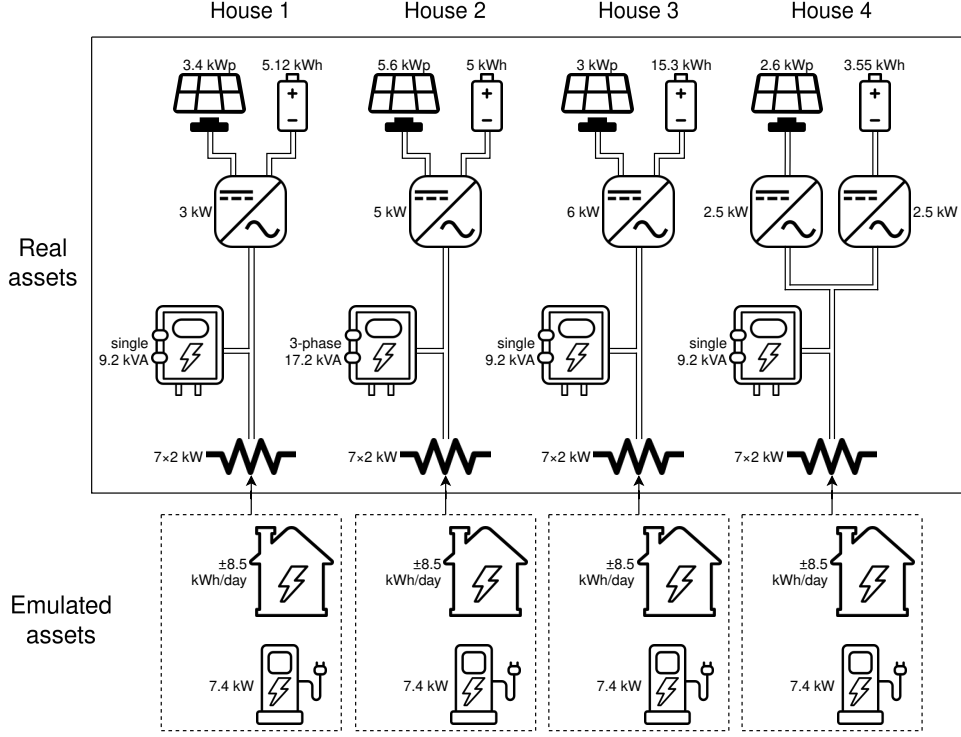 House 1
House 2
House 3
House 4
3.4 kWp
5.12 kWh
5.6 kWp
5 kWh
3 kWp
15.3 kWh
2.6 kWp
3.55 kWh
3 kW
5 kW
6 kW
2.5 kW
2.5 kW
Real
assets
single
9.2 kVA
3-phase
17.2 kVA
single
9.2 kVA
single
9.2 kVA
7×2 kW
7×2 kW
7×2 kW
7×2 kW
±8.5
kWh/day
±8.5
kWh/day
±8.5
kWh/day
±8.5
kWh/day
Emulated
assets
7.4 kW
7.4 kW
7.4 kW
7.4 kW